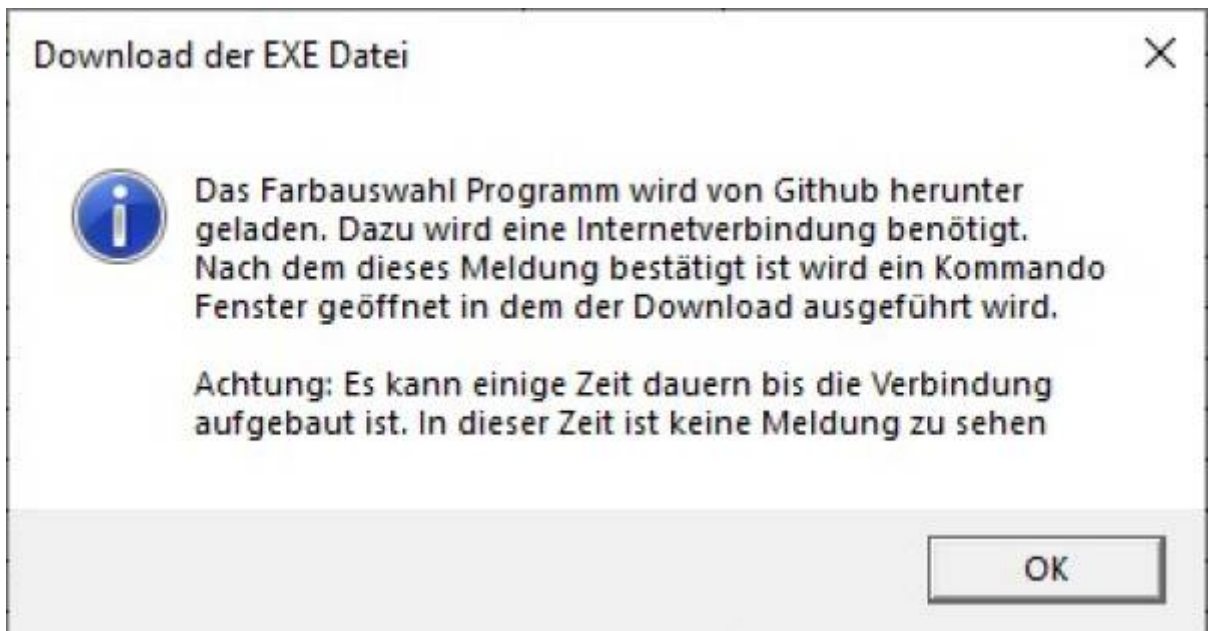 Download der EXE Datei
Das Farbauswahl Programm wird von Github herunter
geladen. Dazu wird eine Internetverbindung benötigt.
Nach dem dieses Meldung bestätigt ist wird ein Kommando
Fenster geöffnet in dem der Download ausgeführt wird.
Achtung: Es kann einige Zeit dauern bis die Verbindung
aufgebaut ist. In dieser Zeit ist keine Meldung zu sehen
OK